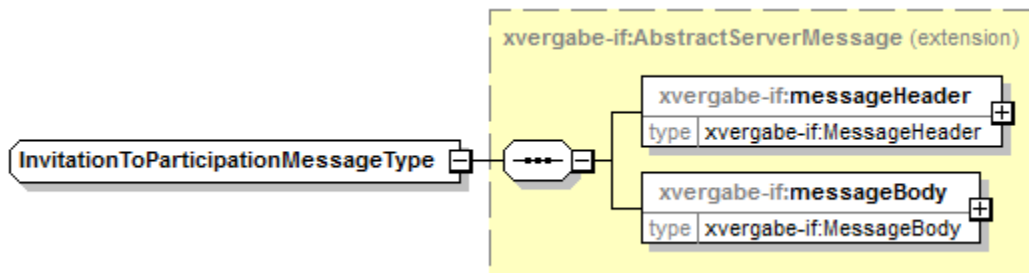 xvergabe-if:AbstractServerMessage (extension)
xvergabe-if:messageHeader
type xvergabe-if:MessageHeader
InvitationToParticipationMessageType
xvergabe-if:messageBody
type xvergabe-if:MessageBody